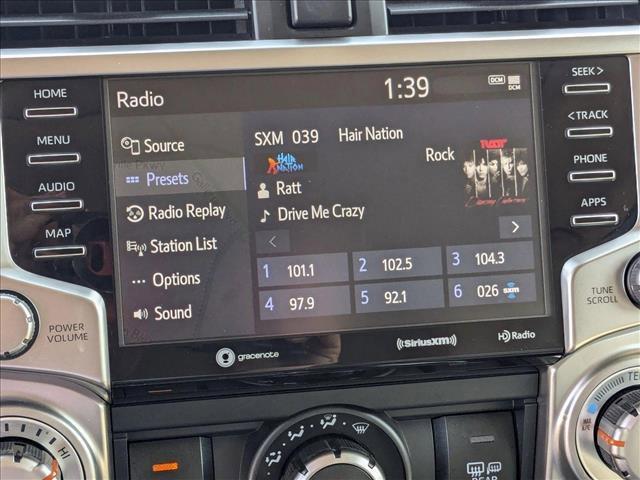 Radio
1:39
DCM
DCM
HOME
MENU
AUDIO
MAP
POWER
VOLUME
Source
Presets
Radio Replay
Station List
Options
Sound
SXM 039 Hair Nation
HAIR NATION
Rock
Ratt
Drive Me Crazy
RATT
1 101.1
2 102.5
3 104.3
4 97.9
5 92.1
6 026 sxm
gracenote
((SiriusXM))
HD Radio
SEEK >
< TRACK
PHONE
APPS
TUNE
SCROLL
HI
REAR